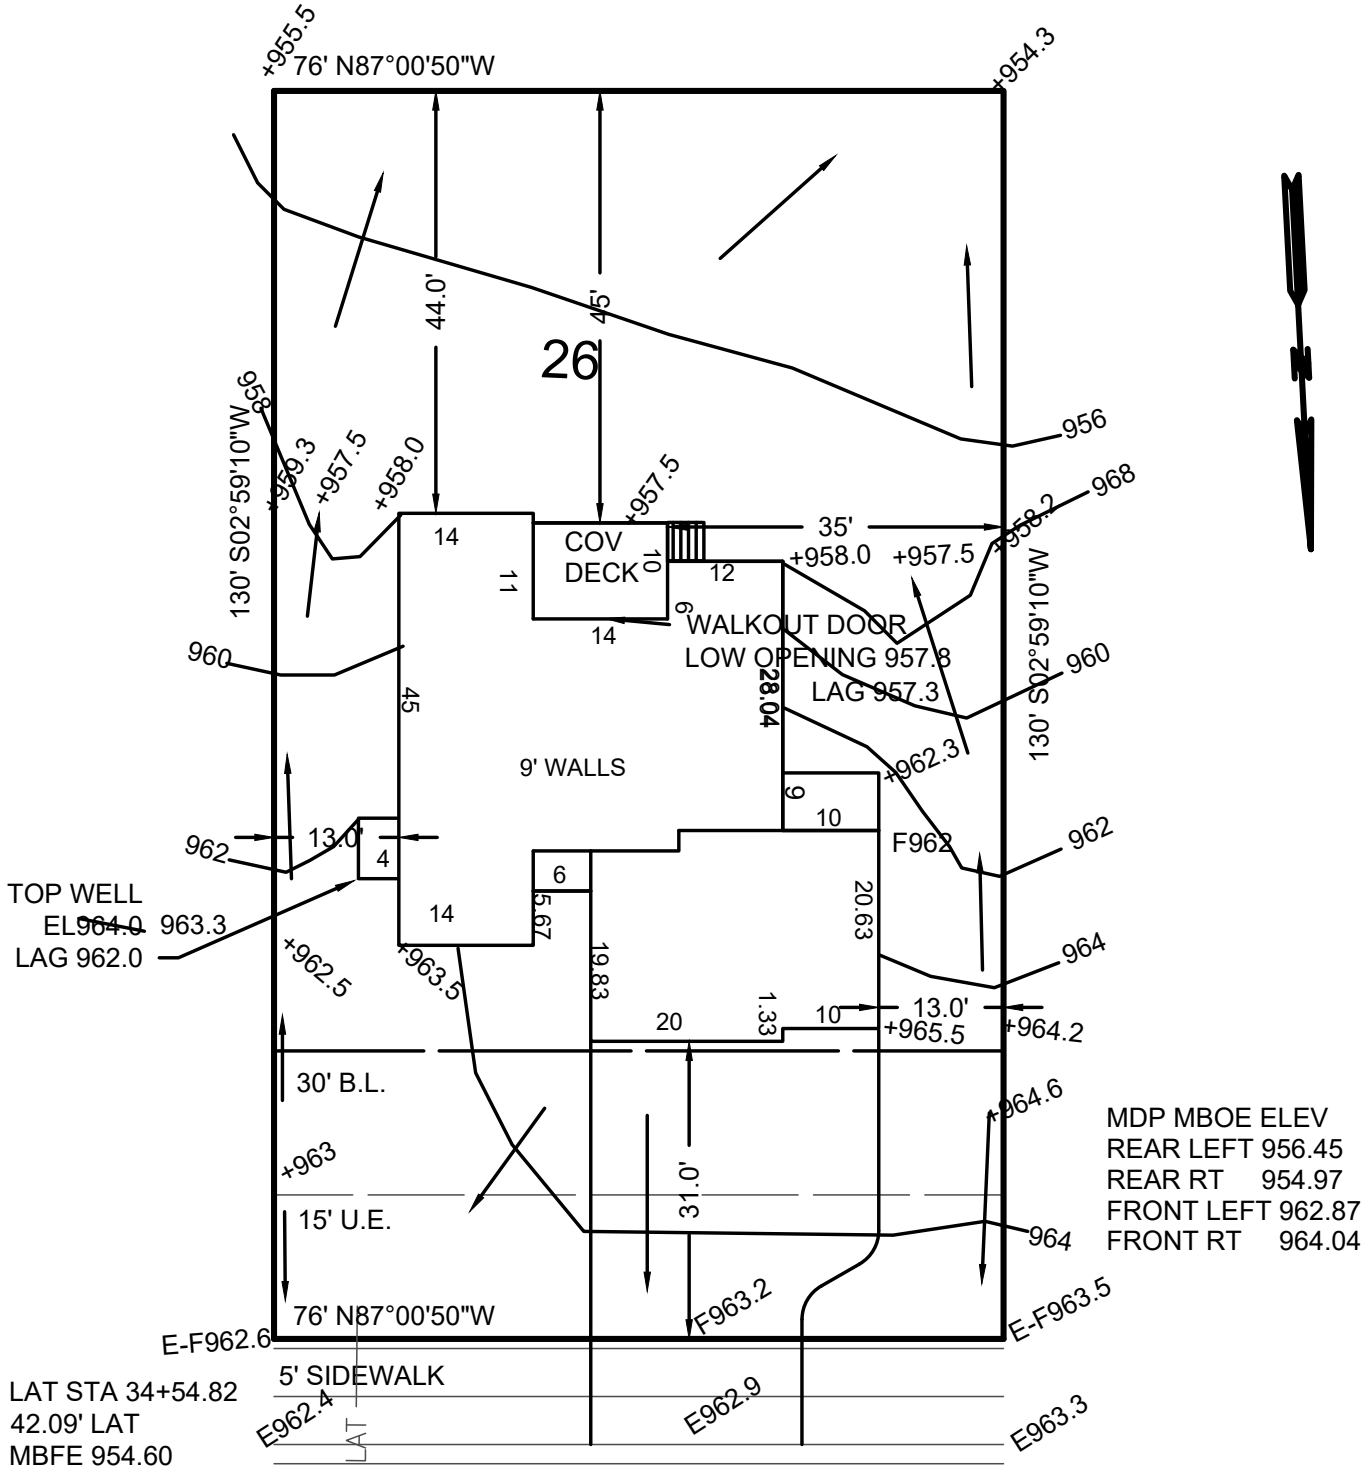 +955.5
76' N87°00'50"W
+954.3
44.0'
45'
26
958
130' S02°59'10"W
+959.3
+957.5
+958.0
+957.5
956
968
+958.2
35'
14
COV
DECK
10
12
+958.0
+957.5
11
14
6
WALKOUT DOOR
LOW OPENING 957.8
LAG 957.3
130' S02°59'10"W
960
960
45
28.04
9' WALLS
+962.3
9
10
F962
962
962
13.0'
4
6
TOP WELL
EL964.0 963.3
LAG 962.0
14
5.67
20.63
+962.5
+963.5
19.83
964
20
1.33
10
13.0'
+965.5
+964.2
30' B.L.
+964.6
+963
15' U.E.
31.0'
964
MDP MBOE ELEV
REAR LEFT 956.45
REAR RT 954.97
FRONT LEFT 962.87
FRONT RT 964.04
76' N87°00'50"W
F963.2
E-F962.6
E-F963.5
5' SIDEWALK
LAT STA 34+54.82
42.09' LAT
MBFE 954.60
E962.4
LAT
E962.9
E963.3
N